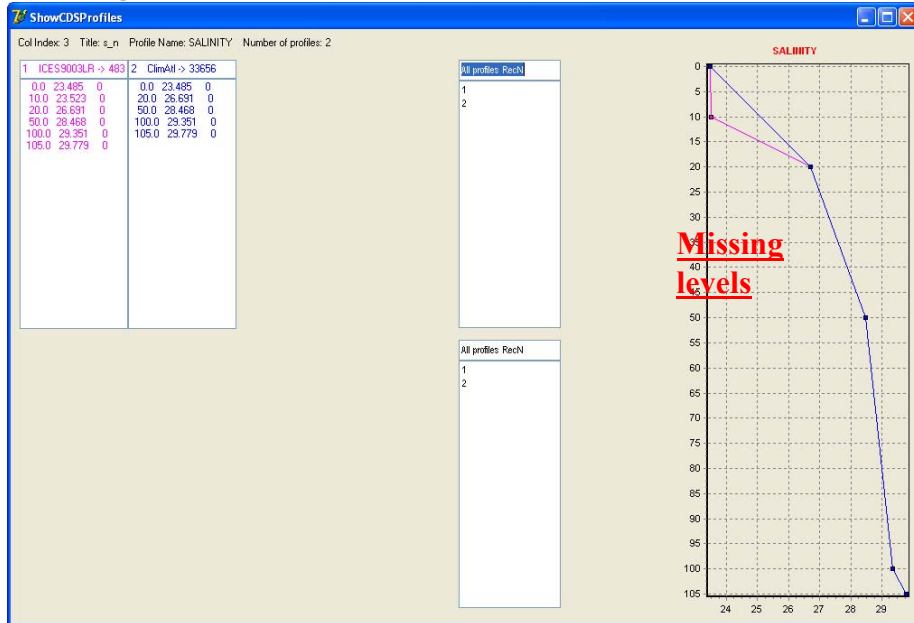 ShowCDSProfiles
Col Index: 3 Title: s_n Profile Name: SALINITY Number of profiles: 2
1 ICES9003LR -> 483
0.0 23.485 0
10.0 23.523 0
20.0 26.691 0
50.0 28.468 0
100.0 29.351 0
105.0 29.779 0
2 ClimAtl -> 33656
0.0 23.485 0
20.0 26.691 0
50.0 28.468 0
100.0 29.351 0
105.0 29.779 0
All profiles RecN
1
2
All profiles RecN
1
2
SALINITY
0
5
10
15
20
25
30
35
40
45
50
55
60
65
70
75
80
85
90
95
100
105
24 25 26 27 28 29
Missing
levels